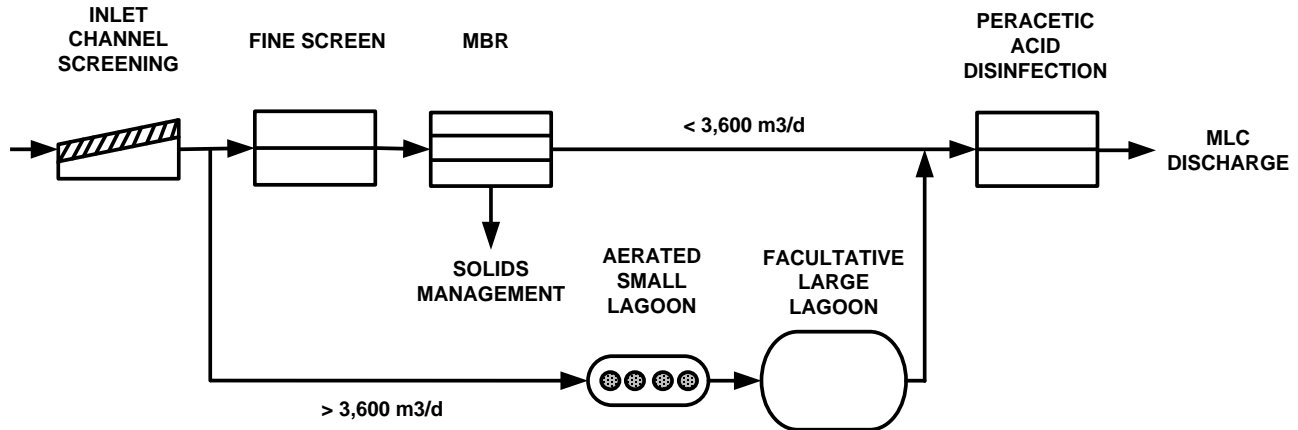 INLET
CHANNEL
SCREENING
FINE SCREEN
MBR
PERACETIC
ACID
DISINFECTION
< 3,600 m3/d
MLC
DISCHARGE
SOLIDS
MANAGEMENT
AERATED
SMALL
LAGOON
FACULTATIVE
LARGE
LAGOON
> 3,600 m3/d